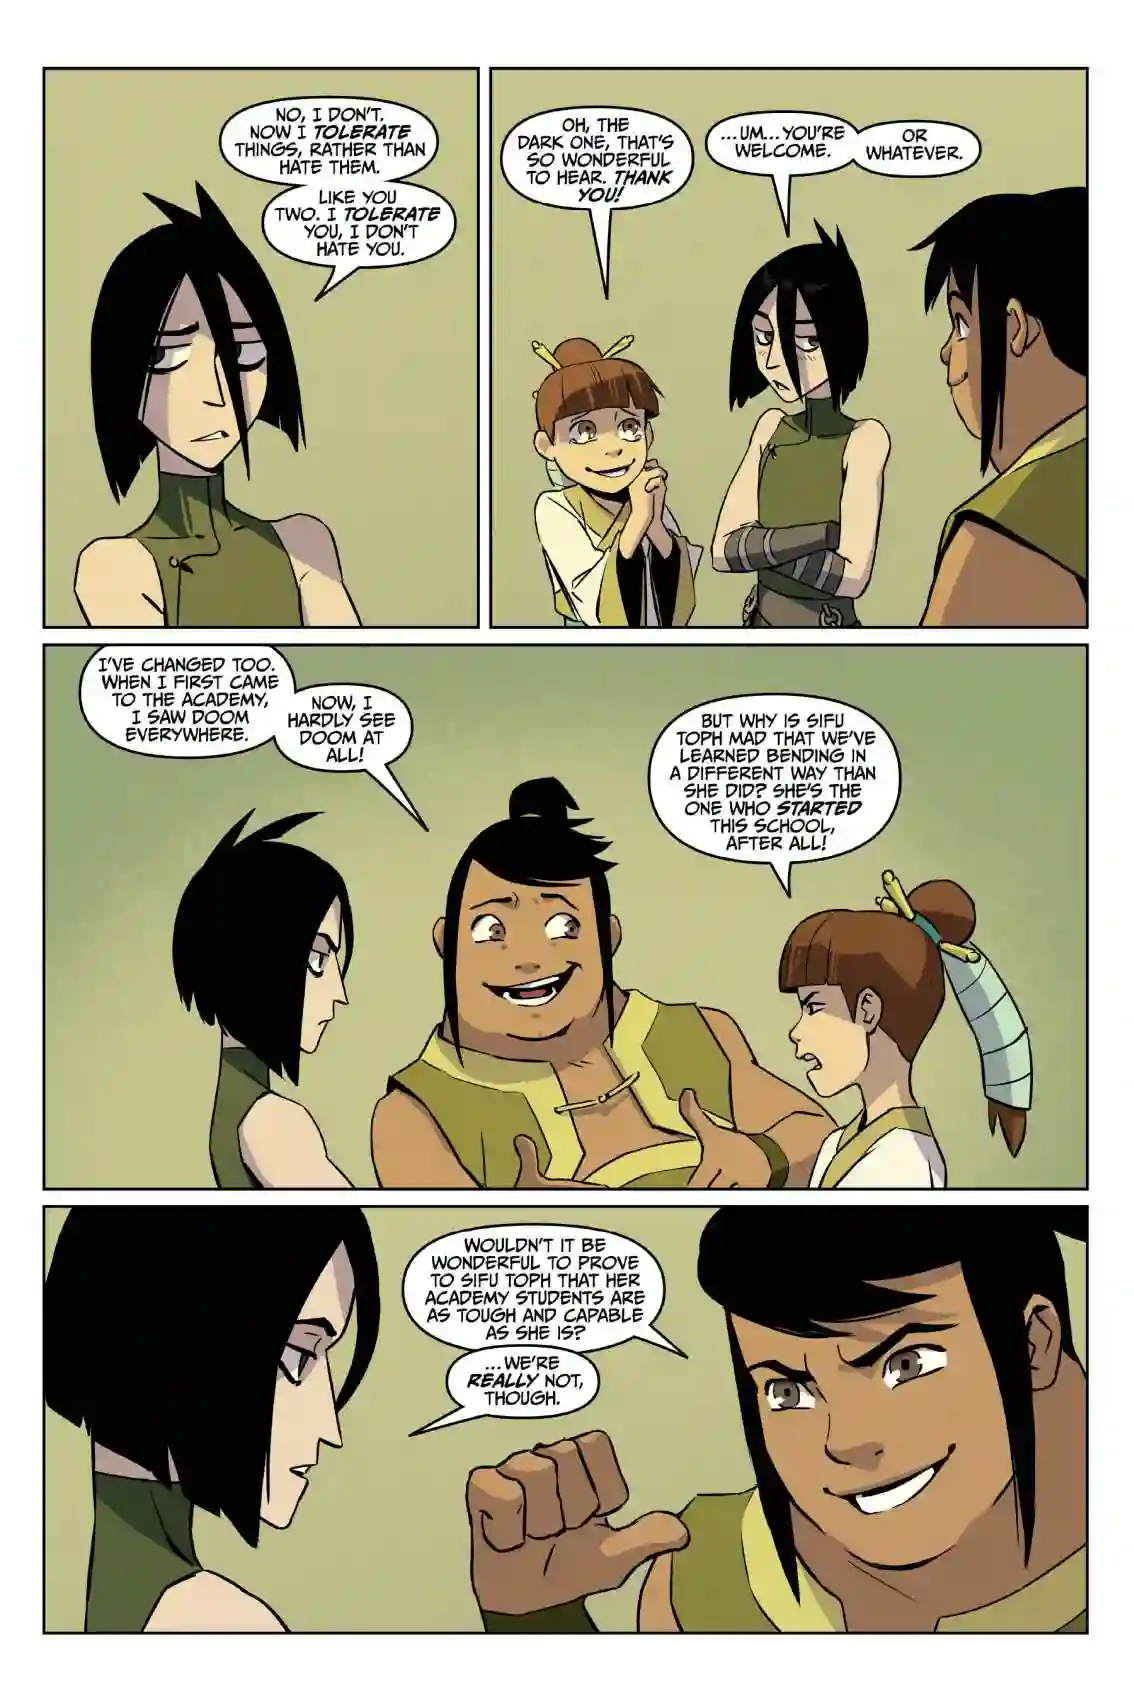 NO, I DON'T.
NOW I TOLERATE
THINGS, RATHER THAN
HATE THEM.
LIKE YOU
TWO. I TOLERATE
YOU, I DON'T
HATE YOU.
OH, THE
DARK ONE, THAT'S
SO WONDERFUL
TO HEAR. THANK
YOU!
...UM...YOU'RE
WELCOME.
OR
WHATEVER.
I'VE CHANGED TOO.
WHEN I FIRST CAME
TO THE ACADEMY,
I SAW DOOM
EVERYWHERE.
NOW, I
HARDLY SEE
DOOM AT
ALL!
BUT WHY IS SIFU
TOPH MAD THAT WE'VE
LEARNED BENDING IN
A DIFFERENT WAY THAN
SHE DID? SHE'S THE
ONE WHO STARTED
THIS SCHOOL,
AFTER ALL!
WOULDN'T IT BE
WONDERFUL TO PROVE
TO SIFU TOPH THAT HER
ACADEMY STUDENTS ARE
AS TOUGH AND CAPABLE
AS SHE IS?
...WE'RE
REALLY NOT,
THOUGH.